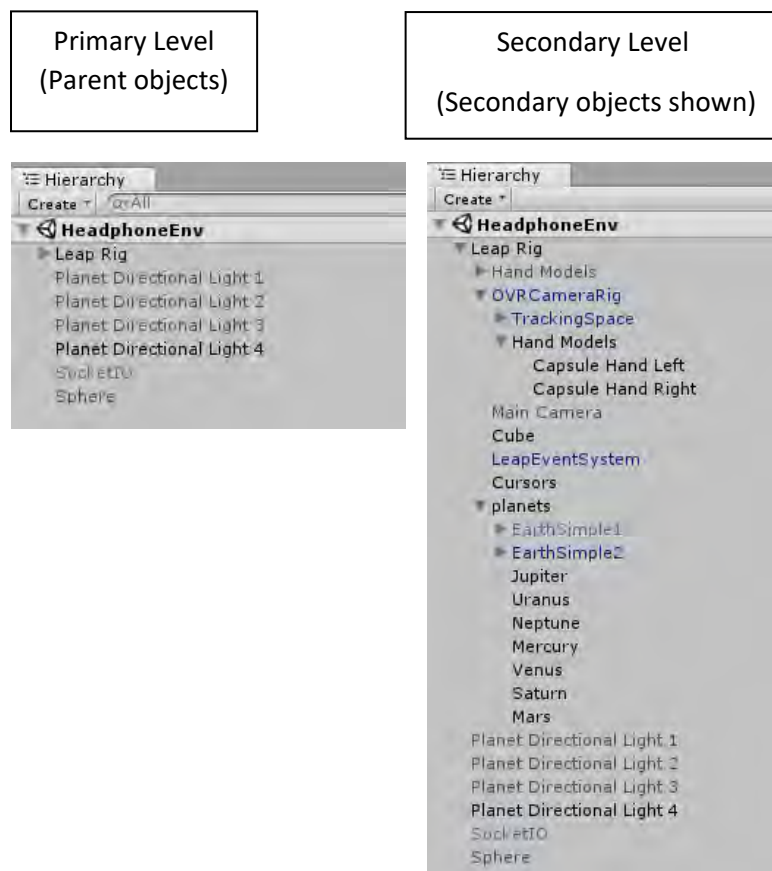 Primary Level
(Parent objects)
Secondary Level
(Secondary objects shown)
Hierarchy
Create All
HeadphoneEnv
Leap Rig
Planet Directional Light 1
Planet Directional Light 2
Planet Directional Light 3
Planet Directional Light 4
SocketIO
Sphere
Hierarchy
Create
HeadphoneEnv
Leap Rig
Hand Models
OVRCameraRig
TrackingSpace
Hand Models
Capsule Hand Left
Capsule Hand Right
Main Camera
Cube
LeapEventSystem
Cursors
planets
EarthSimple1
EarthSimple2
Jupiter
Uranus
Neptune
Mercury
Venus
Saturn
Mars
Planet Directional Light 1
Planet Directional Light 2
Planet Directional Light 3
Planet Directional Light 4
SocketIO
Sphere